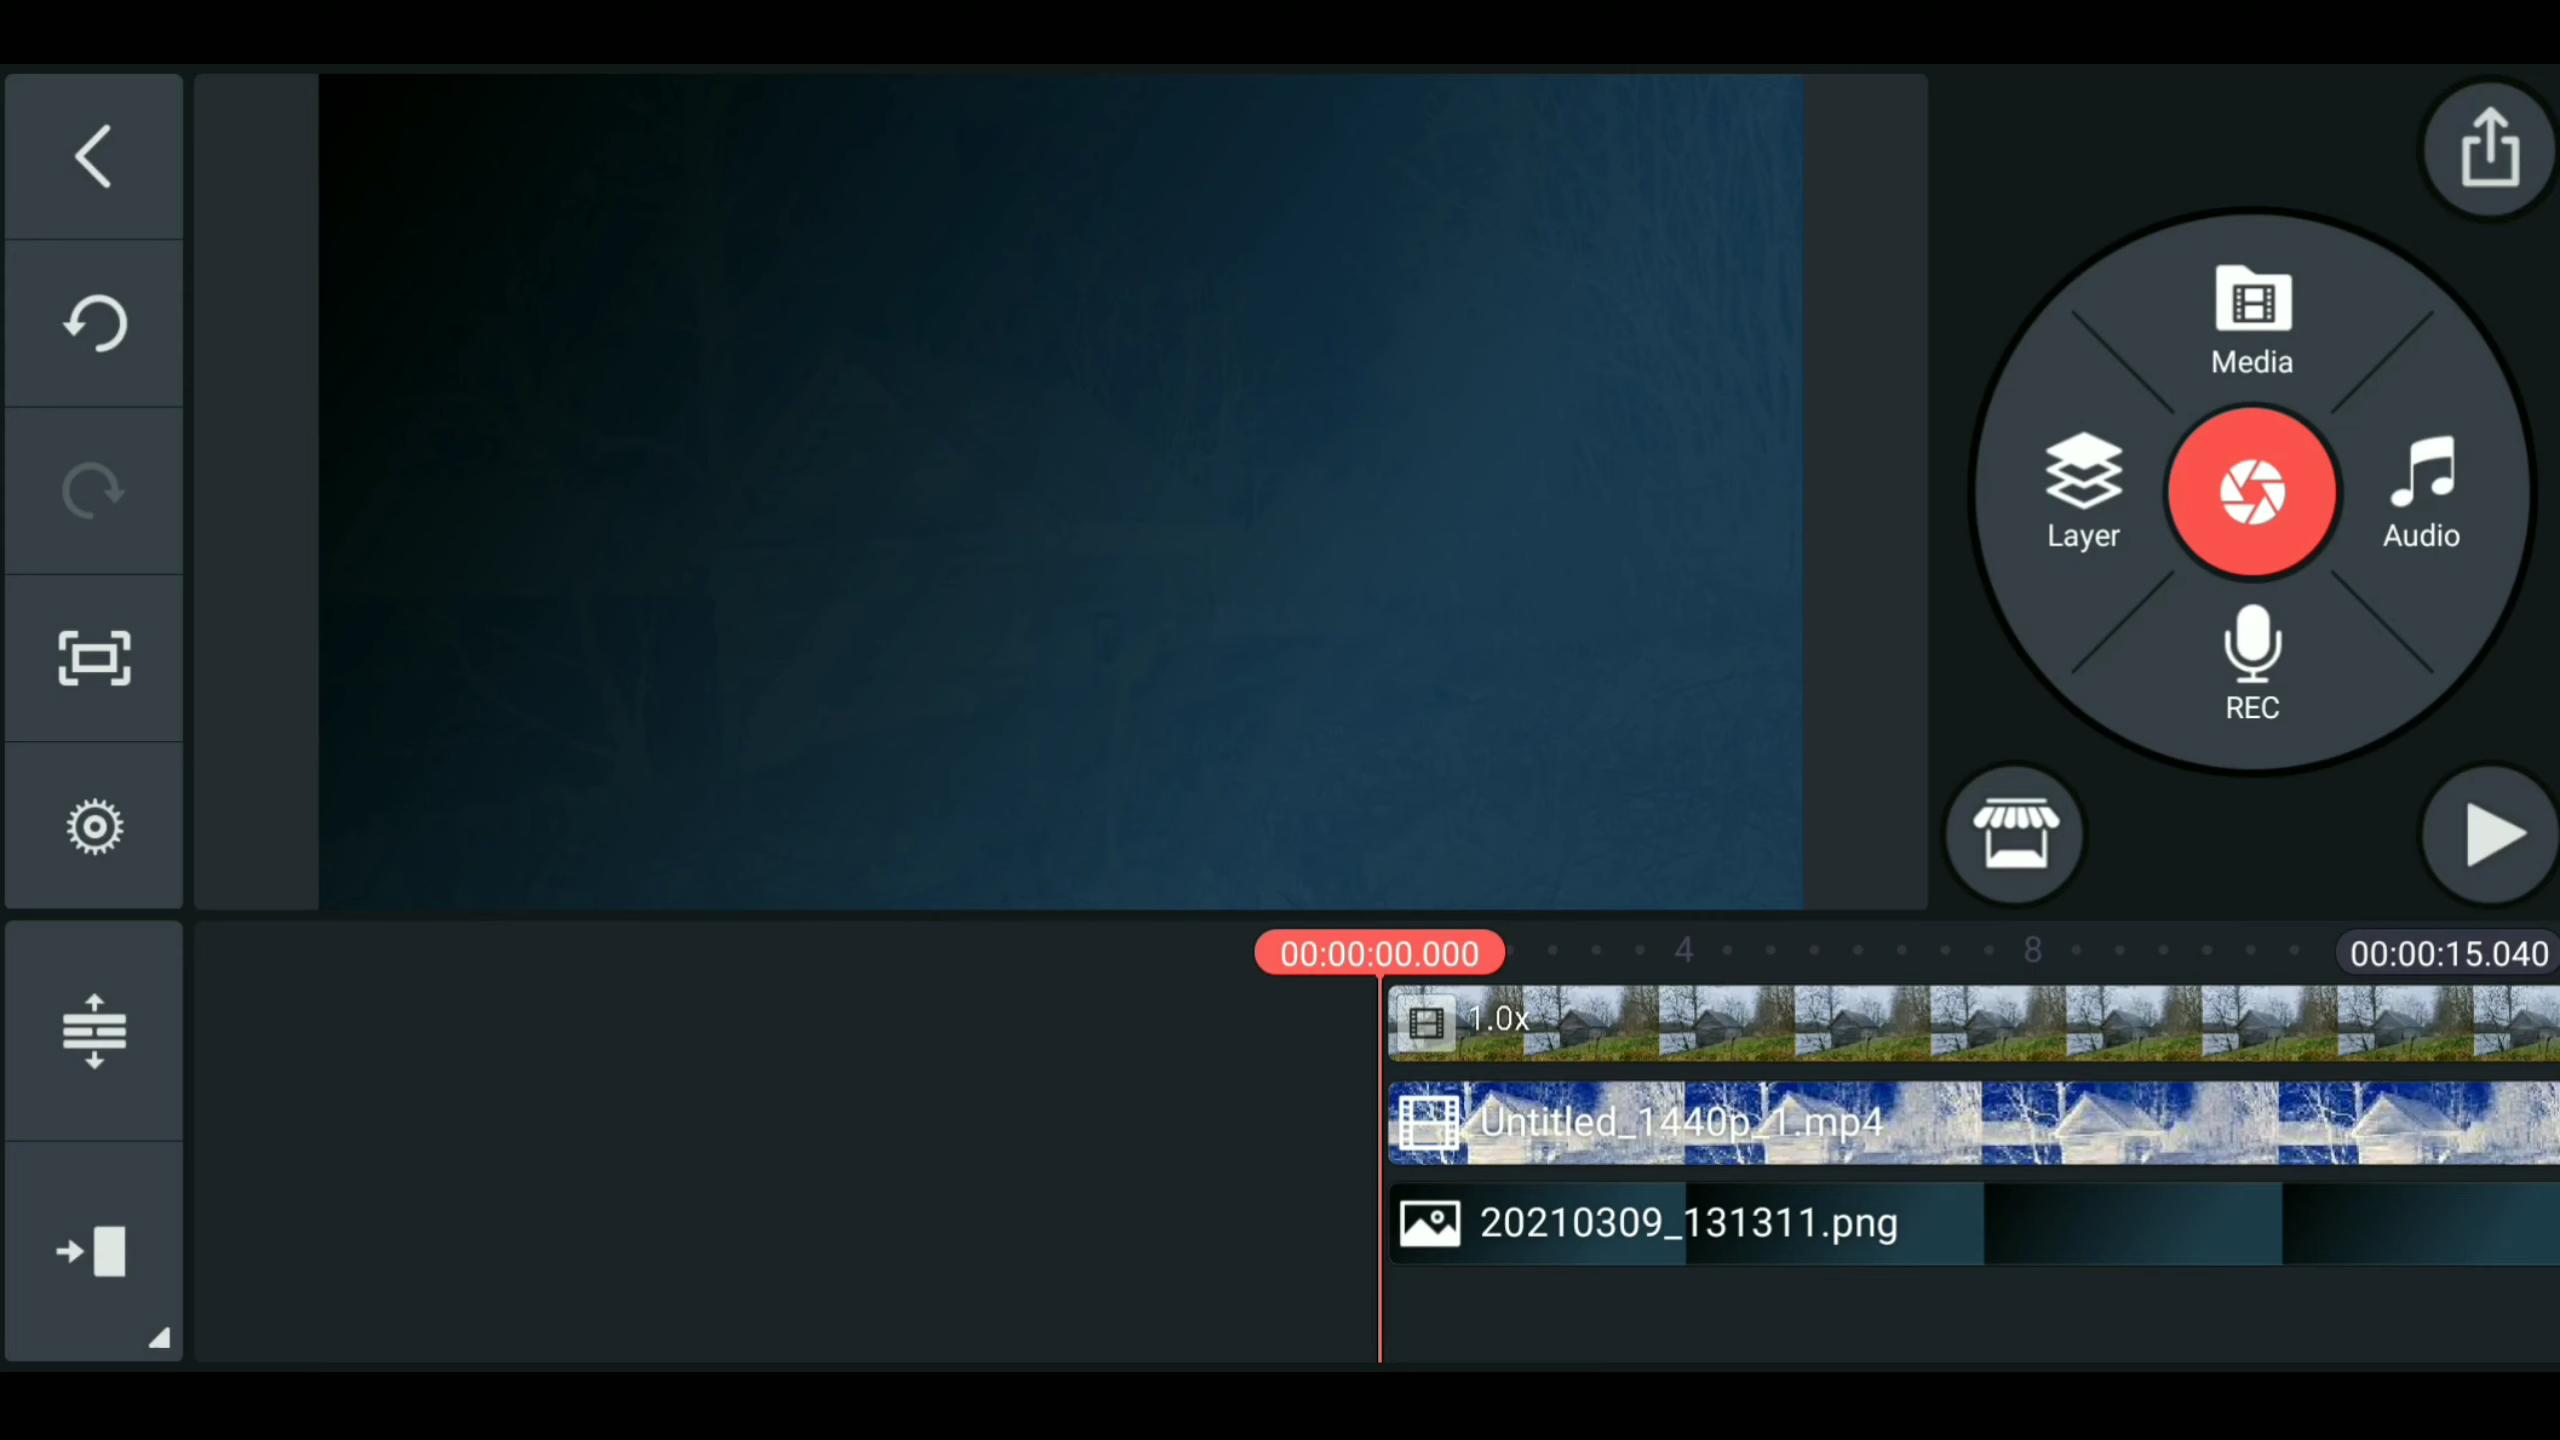 Media
Layer
Audio
REC
00:00:00.000
4
8
00:00:15.040
1.0x
Untitled_1440p_1.mp4
20210309_131311.png